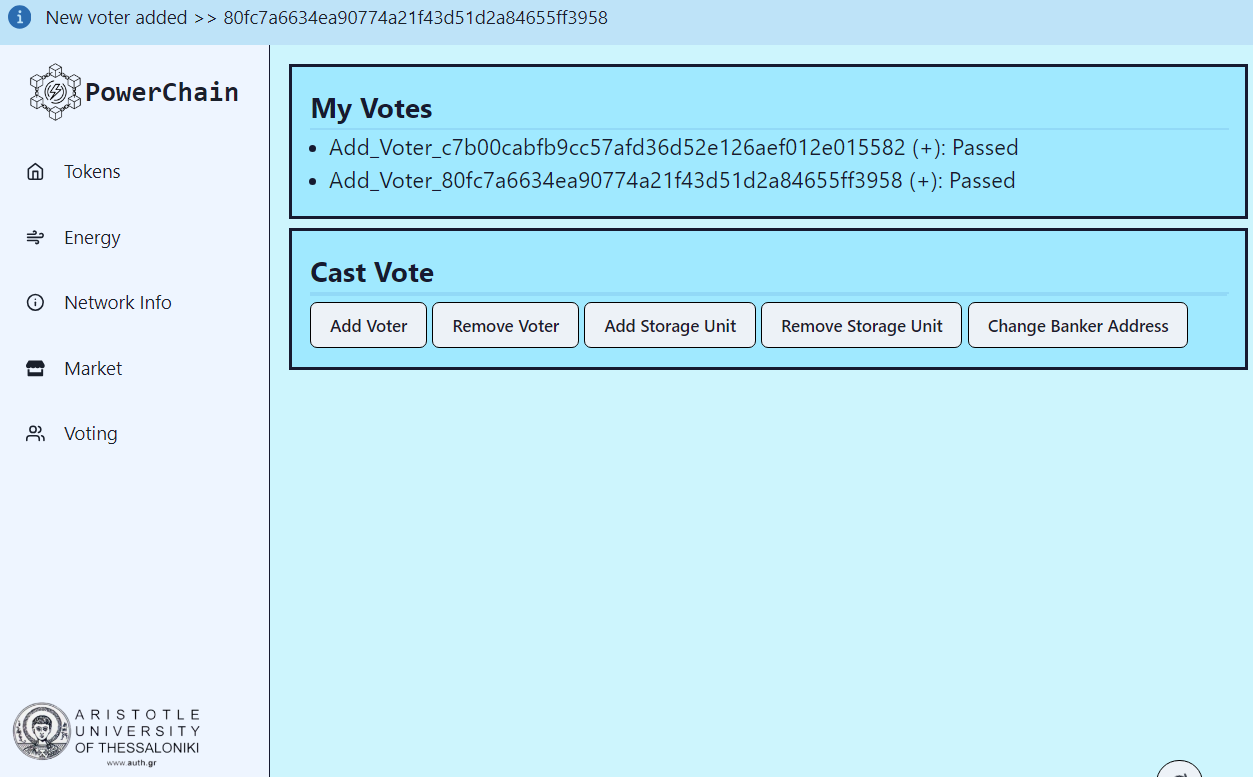 New voter added >> 80fc7a6634ea90774a21f43d51d2a84655ff3958
PowerChain
Tokens
Energy
Network Info
Market
Voting
My Votes
Add_Voter_c7b00cabfb9cc57afd36d52e126aef012e015582 (+): Passed
Add_Voter_80fc7a6634ea90774a21f43d51d2a84655ff3958 (+): Passed
Cast Vote
Add Voter
Remove Voter
Add Storage Unit
Remove Storage Unit
Change Banker Address
ARISTOTLE
UNIVERSITY
OF THESSALONIKI
www.auth.gr